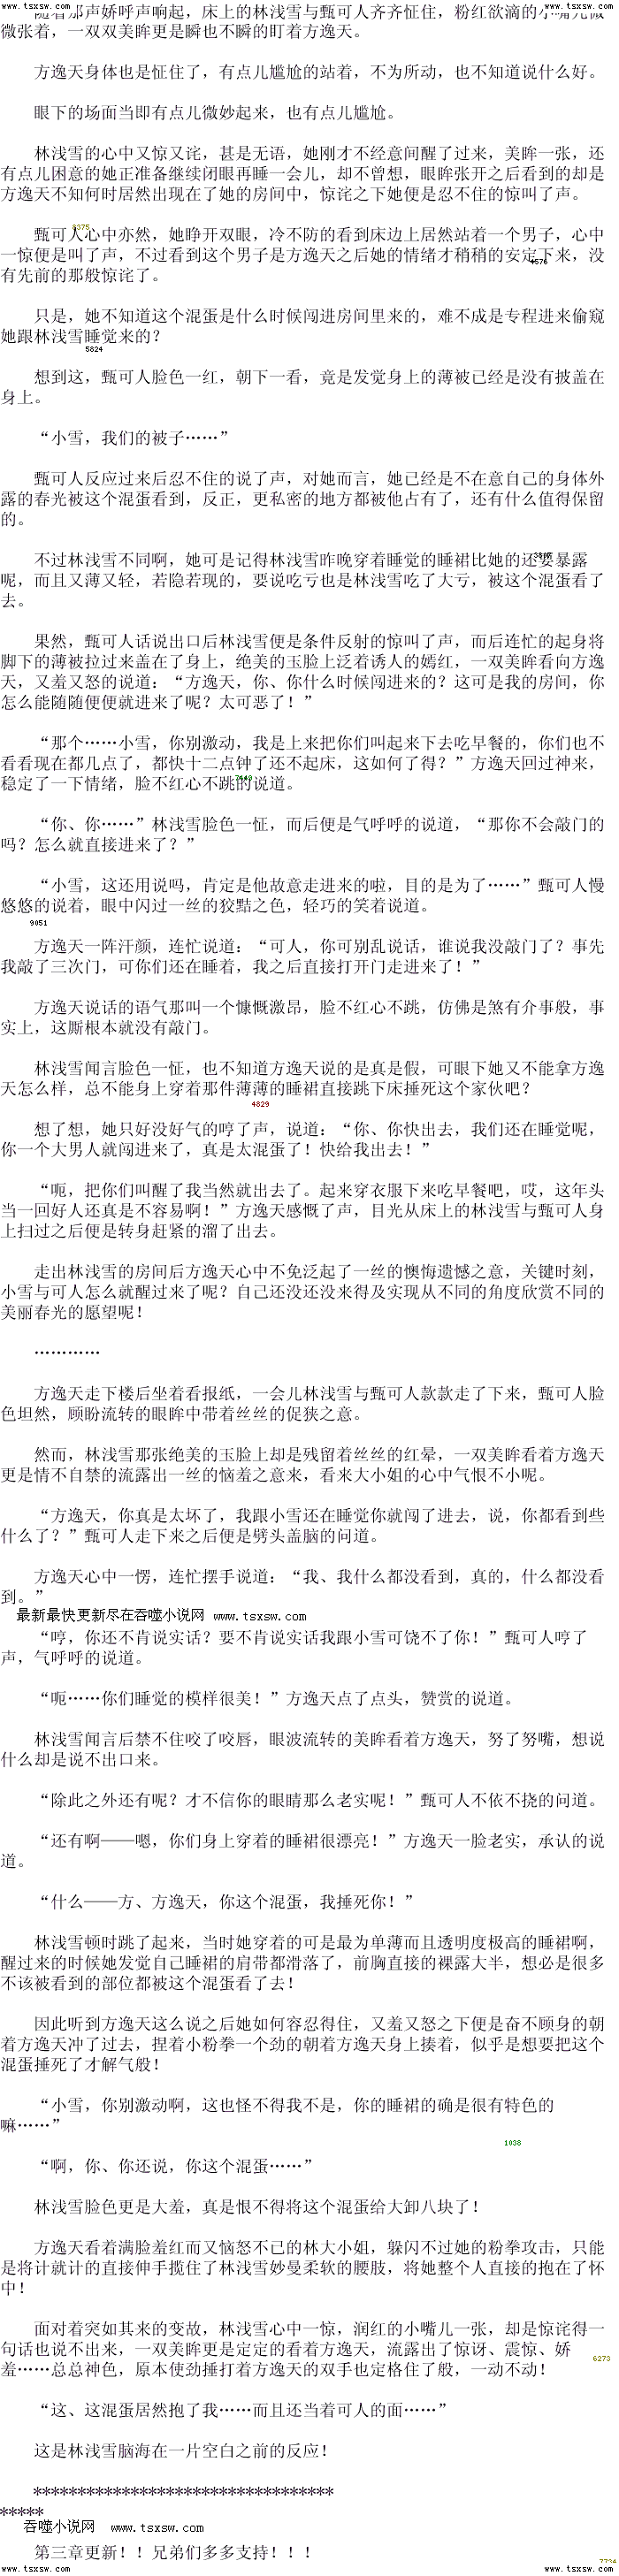 www.tsxsw.com www.tsxsw.com
随着那声娇呼声响起，床上的林浅雪与甄可人齐齐怔住，粉红欲滴的小嘴儿微
微张着，一双双美眸更是瞬也不瞬的盯着方逸天。
方逸天身体也是怔住了，有点儿尴尬的站着，不为所动，也不知道说什么好。
眼下的场面当即有点儿微妙起来，也有点儿尴尬。
林浅雪的心中又惊又诧，甚是无语，她刚才不经意间醒了过来，美眸一张，还
有点儿困意的她正准备继续闭眼再睡一会儿，却不曾想，眼眸张开之后看到的却是
方逸天不知何时居然出现在了她的房间中，惊诧之下她便是忍不住的惊叫了声。
甄可人心中亦然，她睁开双眼，冷不防的看到床边上居然站着一个男子，心中
一惊便是叫了声，不过看到这个男子是方逸天之后她的情绪才稍稍的安定下来，没
有先前的那般惊诧了。
只是，她不知道这个混蛋是什么时候闯进房间里来的，难不成是专程进来偷窥
她跟林浅雪睡觉来的？
5824
想到这，甄可人脸色一红，朝下一看，竟是发觉身上的薄被已经是没有披盖在
身上。
“小雪，我们的被子……”
甄可人反应过来后忍不住的说了声，对她而言，她已经是不在意自己的身体外
露的春光被这个混蛋看到，反正，更私密的地方都被他占有了，还有什么值得保留
的。
不过林浅雪不同啊，她可是记得林浅雪昨晚穿着睡觉的睡裙比她的还要暴露
呢，而且又薄又轻，若隐若现的，要说吃亏也是林浅雪吃了大亏，被这个混蛋看了
去。
果然，甄可人话说出口后林浅雪便是条件反射的惊叫了声，而后连忙的起身将
脚下的薄被拉过来盖在了身上，绝美的玉脸上泛着诱人的嫣红，一双美眸看向方逸
天，又羞又怒的说道：“方逸天，你、你什么时候闯进来的？这可是我的房间，你
怎么能随随便便就进来了呢？太可恶了！”
“那个……小雪，你别激动，我是上来把你们叫起来下去吃早餐的，你们也不
看看现在都几点了，都快十二点钟了还不起床，这如何了得？”方逸天回过神来，
稳定了一下情绪，脸不红心不跳的说道。
“你、你……”林浅雪脸色一怔，而后便是气呼呼的说道，“那你不会敲门的
吗？怎么就直接进来了？”
“小雪，这还用说吗，肯定是他故意走进来的啦，目的是为了……”甄可人慢
悠悠的说着，眼中闪过一丝的狡黠之色，轻巧的笑着说道。
9051
方逸天一阵汗颜，连忙说道：“可人，你可别乱说话，谁说我没敲门了？事先
我敲了三次门，可你们还在睡着，我之后直接打开门走进来了！”
方逸天说话的语气那叫一个慷慨激昂，脸不红心不跳，仿佛是煞有介事般，事
实上，这厮根本就没有敲门。
林浅雪闻言脸色一怔，也不知道方逸天说的是真是假，可眼下她又不能拿方逸
天怎么样，总不能身上穿着那件薄薄的睡裙直接跳下床捶死这个家伙吧？
4829
想了想，她只好没好气的哼了声，说道：“你、你快出去，我们还在睡觉呢，
你一个大男人就闯进来了，真是太混蛋了！快给我出去！”
“呃，把你们叫醒了我当然就出去了。起来穿衣服下来吃早餐吧，哎，这年头
当一回好人还真是不容易啊！”方逸天感慨了声，目光从床上的林浅雪与甄可人身
上扫过之后便是转身赶紧的溜了出去。
走出林浅雪的房间后方逸天心中不免泛起了一丝的懊悔遗憾之意，关键时刻，
小雪与可人怎么就醒过来了呢？自己还没还没来得及实现从不同的角度欣赏不同的
美丽春光的愿望呢！
…………
方逸天走下楼后坐着看报纸，一会儿林浅雪与甄可人款款走了下来，甄可人脸
色坦然，顾盼流转的眼眸中带着丝丝的促狭之意。
然而，林浅雪那张绝美的玉脸上却是残留着丝丝的红晕，一双美眸看着方逸天
更是情不自禁的流露出一丝的恼羞之意来，看来大小姐的心中气恨不小呢。
“方逸天，你真是太坏了，我跟小雪还在睡觉你就闯了进去，说，你都看到些
什么了？”甄可人走下来之后便是劈头盖脑的问道。
方逸天心中一愣，连忙摆手说道：“我、我什么都没看到，真的，什么都没看
到。”
最新最快更新尽在吞噬小说网 www.tsxsw.com
“哼，你还不肯说实话？要不肯说实话我跟小雪可饶不了你！”甄可人哼了
声，气呼呼的说道。
“呃……你们睡觉的模样很美！”方逸天点了点头，赞赏的说道。
林浅雪闻言后禁不住咬了咬唇，眼波流转的美眸看着方逸天，努了努嘴，想说
什么却是说不出口来。
“除此之外还有呢？才不信你的眼睛那么老实呢！”甄可人不依不挠的问道。
“还有啊——嗯，你们身上穿着的睡裙很漂亮！”方逸天一脸老实，承认的说
道。
“什么——方、方逸天，你这个混蛋，我捶死你！”
林浅雪顿时跳了起来，当时她穿着的可是最为单薄而且透明度极高的睡裙啊，
醒过来的时候她发觉自己睡裙的肩带都滑落了，前胸直接的裸露大半，想必是很多
不该被看到的部位都被这个混蛋看了去！
因此听到方逸天这么说之后她如何容忍得住，又羞又怒之下便是奋不顾身的朝
着方逸天冲了过去，捏着小粉拳一个劲的朝着方逸天身上揍着，似乎是想要把这个
混蛋捶死了才解气般！
“小雪，你别激动啊，这也怪不得我不是，你的睡裙的确是很有特色的
嘛……”
1038
“啊，你、你还说，你这个混蛋……”
林浅雪脸色更是大羞，真是恨不得将这个混蛋给大卸八块了！
方逸天看着满脸羞红而又恼怒不已的林大小姐，躲闪不过她的粉拳攻击，只能
是将计就计的直接伸手揽住了林浅雪妙曼柔软的腰肢，将她整个人直接的抱在了怀
中！
面对着突如其来的变故，林浅雪心中一惊，润红的小嘴儿一张，却是惊诧得一
句话也说不出来，一双美眸更是定定的看着方逸天，流露出了惊讶、震惊、娇
6273
羞……总总神色，原本使劲捶打着方逸天的双手也定格住了般，一动不动！
“这、这混蛋居然抱了我……而且还当着可人的面……”
这是林浅雪脑海在一片空白之前的反应！
**********************************
*****
吞噬小说网 www.tsxsw.com
第三章更新！！兄弟们多多支持！！！
www.tsxsw.com www.tsxsw.com